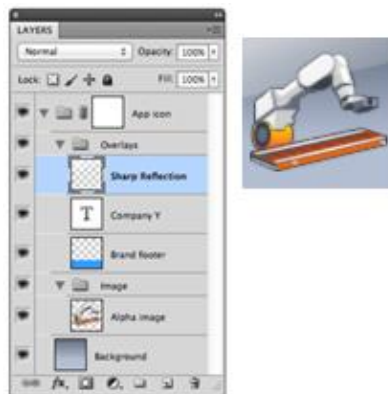 LAYERS
Normal Opacity: 100%
Lock: Fill: 100%
App icon
Overlays
Sharp Reflection
T Company Y
Brand footer
Image
Alpha image
Background
fx.